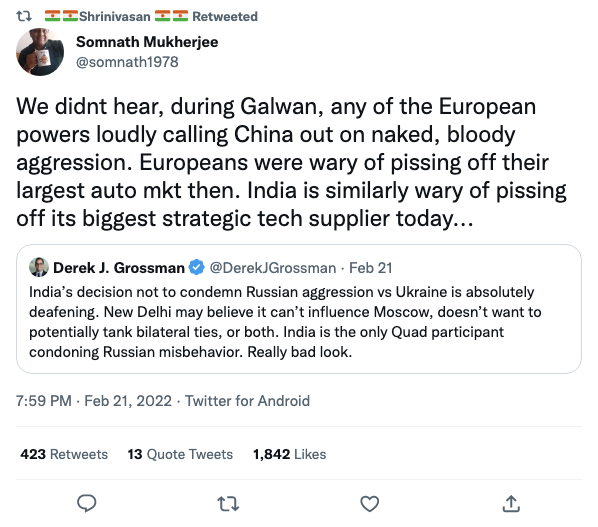 🇳🇪🇳🇪Shrinivasan 🇳🇪🇳🇪 Retweeted
Somnath Mukherjee
@somnath1978
We didnt hear, during Galwan, any of the European
powers loudly calling China out on naked, bloody
aggression. Europeans were wary of pissing off their
largest auto mkt then. India is similarly wary of pissing
off its biggest strategic tech supplier today...
Derek J. Grossman @DerekJGrossman · Feb 21
India's decision not to condemn Russian aggression vs Ukraine is absolutely
deafening. New Delhi may believe it can't influence Moscow, doesn't want to
potentially tank bilateral ties, or both. India is the only Quad participant
condoning Russian misbehavior. Really bad look.
7:59 PM · Feb 21, 2022 · Twitter for Android
423 Retweets 13 Quote Tweets 1,842 Likes